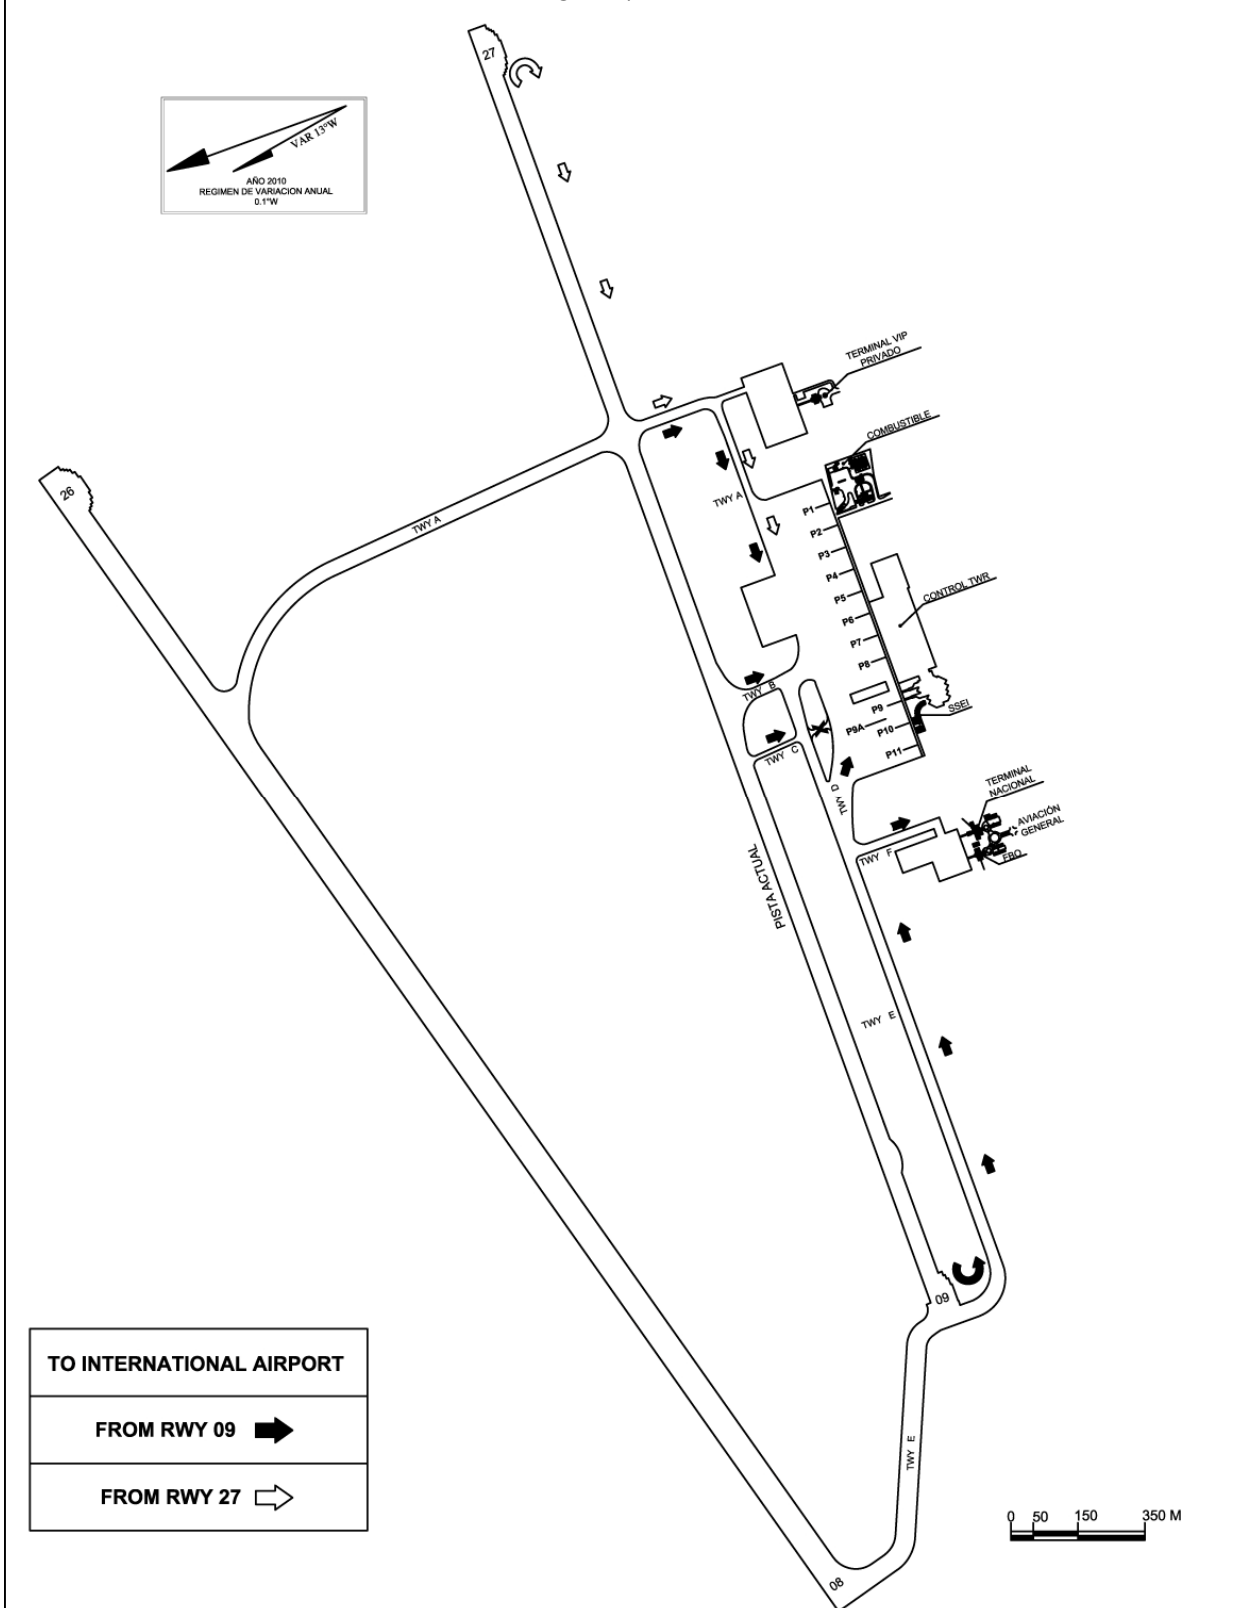 27
VAR 13°W
AÑO 2010
REGIMEN DE VARIACION ANUAL
0.1°W
TERMINAL VIP
PRIVADO
COMBUSTIBLE
26
TWY A
TWY A
P1
P2
P3
P4
P5
P6
P7
P8
P9
P9A
P10
P11
CONTROL TWR
SSEI
TWY B
TWY C
TWY D
TERMINAL
NACIONAL
AVIACIÓN
GENERAL
FBO
TWY F
PISTA ACTUAL
TWY E
09
TO INTERNATIONAL AIRPORT
FROM RWY 09
FROM RWY 27
TWY E
0 50 150 350 M
08